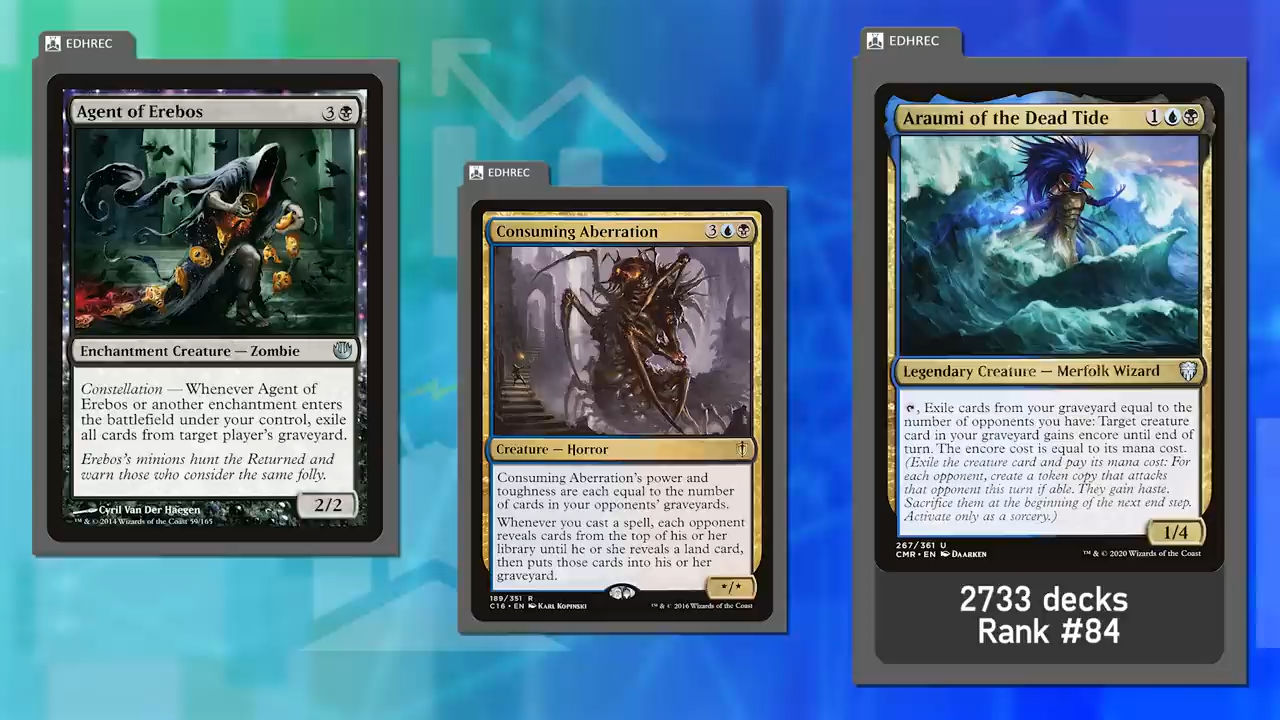 EDHREC
Agent of Erebos 3
Enchantment Creature — Zombie
Constellation — Whenever Agent of
Erebos or another enchantment enters
the battlefield under your control, exile
all cards from target player's graveyard.
Erebos's minions hunt the Returned and
warn those who consider the same folly.
2/2
Cyril Van Der Haegen
™ & © 2014 Wizards of the Coast 59/165
EDHREC
Consuming Aberration 3
Creature — Horror
Consuming Aberration's power and
toughness are each equal to the number
of cards in your opponents' graveyards.
Whenever you cast a spell, each opponent
reveals cards from the top of his or her
library until he or she reveals a land card,
then puts those cards into his or her
graveyard.
*/*
189/351 R
C16 • EN Karl Kopinski ™ & © 2016 Wizards of the Coast
EDHREC
Araumi of the Dead Tide 1
Legendary Creature — Merfolk Wizard
, Exile cards from your graveyard equal to the
number of opponents you have: Target creature
card in your graveyard gains encore until end of
turn. The encore cost is equal to its mana cost.
(Exile the creature card and pay its mana cost: For
each opponent, create a token copy that attacks
that opponent this turn if able. They gain haste.
Sacrifice them at the beginning of the next end step.
Activate only as a sorcery.)
1/4
267/361 U
CMR • EN Daarken ™ & © 2020 Wizards of the Coast
2733 decks
Rank #84